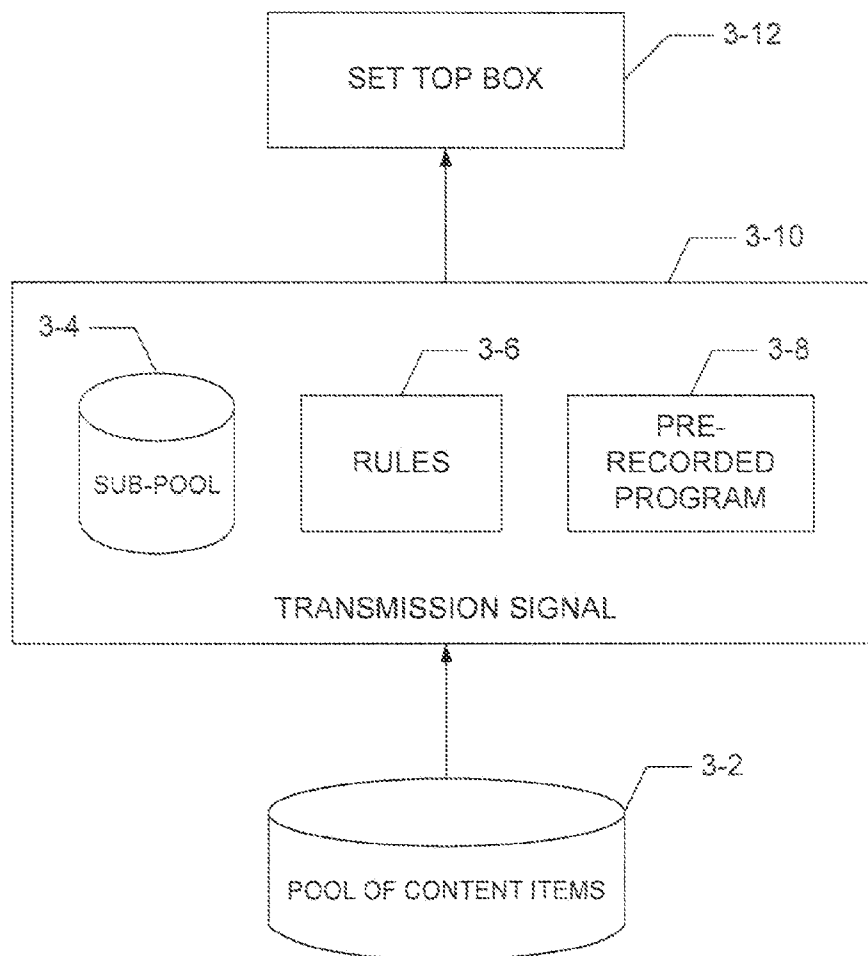 3-12
SET TOP BOX
3-10
3-4
3-6
3-8
SUB-POOL
RULES
PRE-
RECORDED
PROGRAM
TRANSMISSION SIGNAL
3-2
POOL OF CONTENT ITEMS